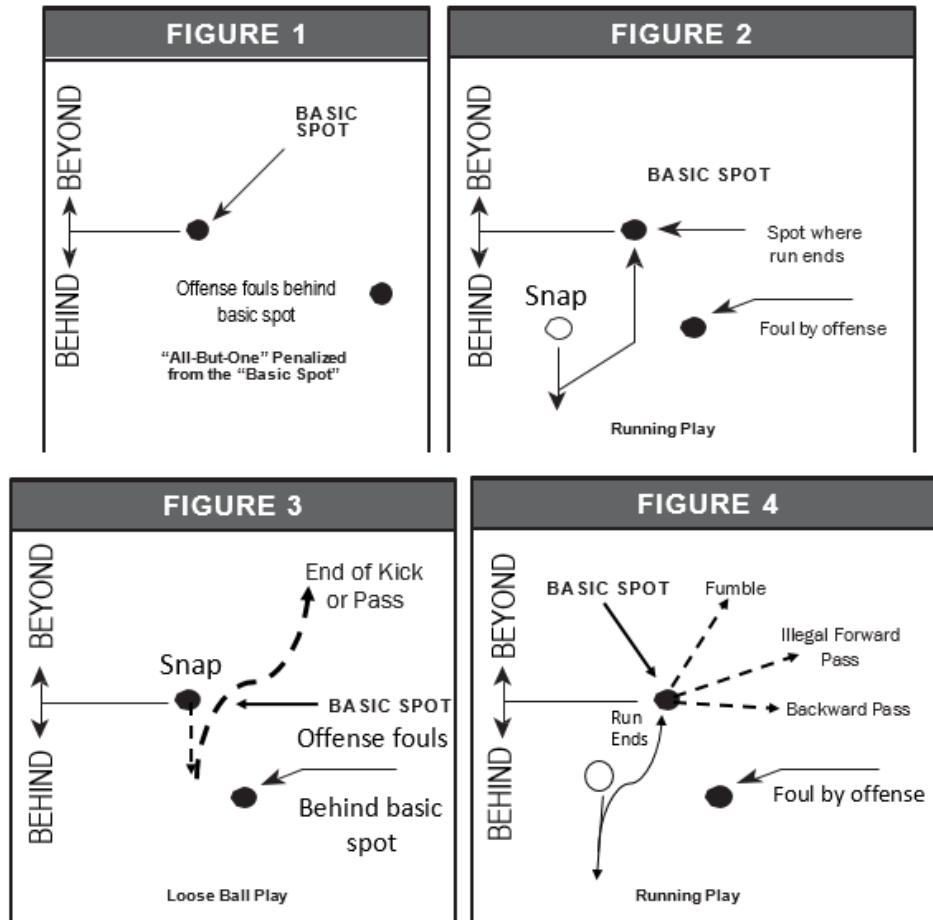 FIGURE 1
BEYOND
BEHIND
BASIC
SPOT
Offense fouls behind
basic spot
“All-But-One” Penalized
from the “Basic Spot”
FIGURE 2
BEYOND
BEHIND
BASIC SPOT
Spot where
run ends
Snap
Foul by offense
Running Play
FIGURE 3
BEYOND
BEHIND
End of Kick
or Pass
Snap
BASIC SPOT
Offense fouls
Behind basic
spot
Loose Ball Play
FIGURE 4
BEYOND
BEHIND
BASIC SPOT
Fumble
Illegal Forward
Pass
Backward Pass
Run
Ends
Foul by offense
Running Play